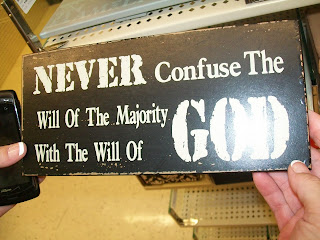 NEVER Confuse The
Will Of The Majority
With The Will Of GOD